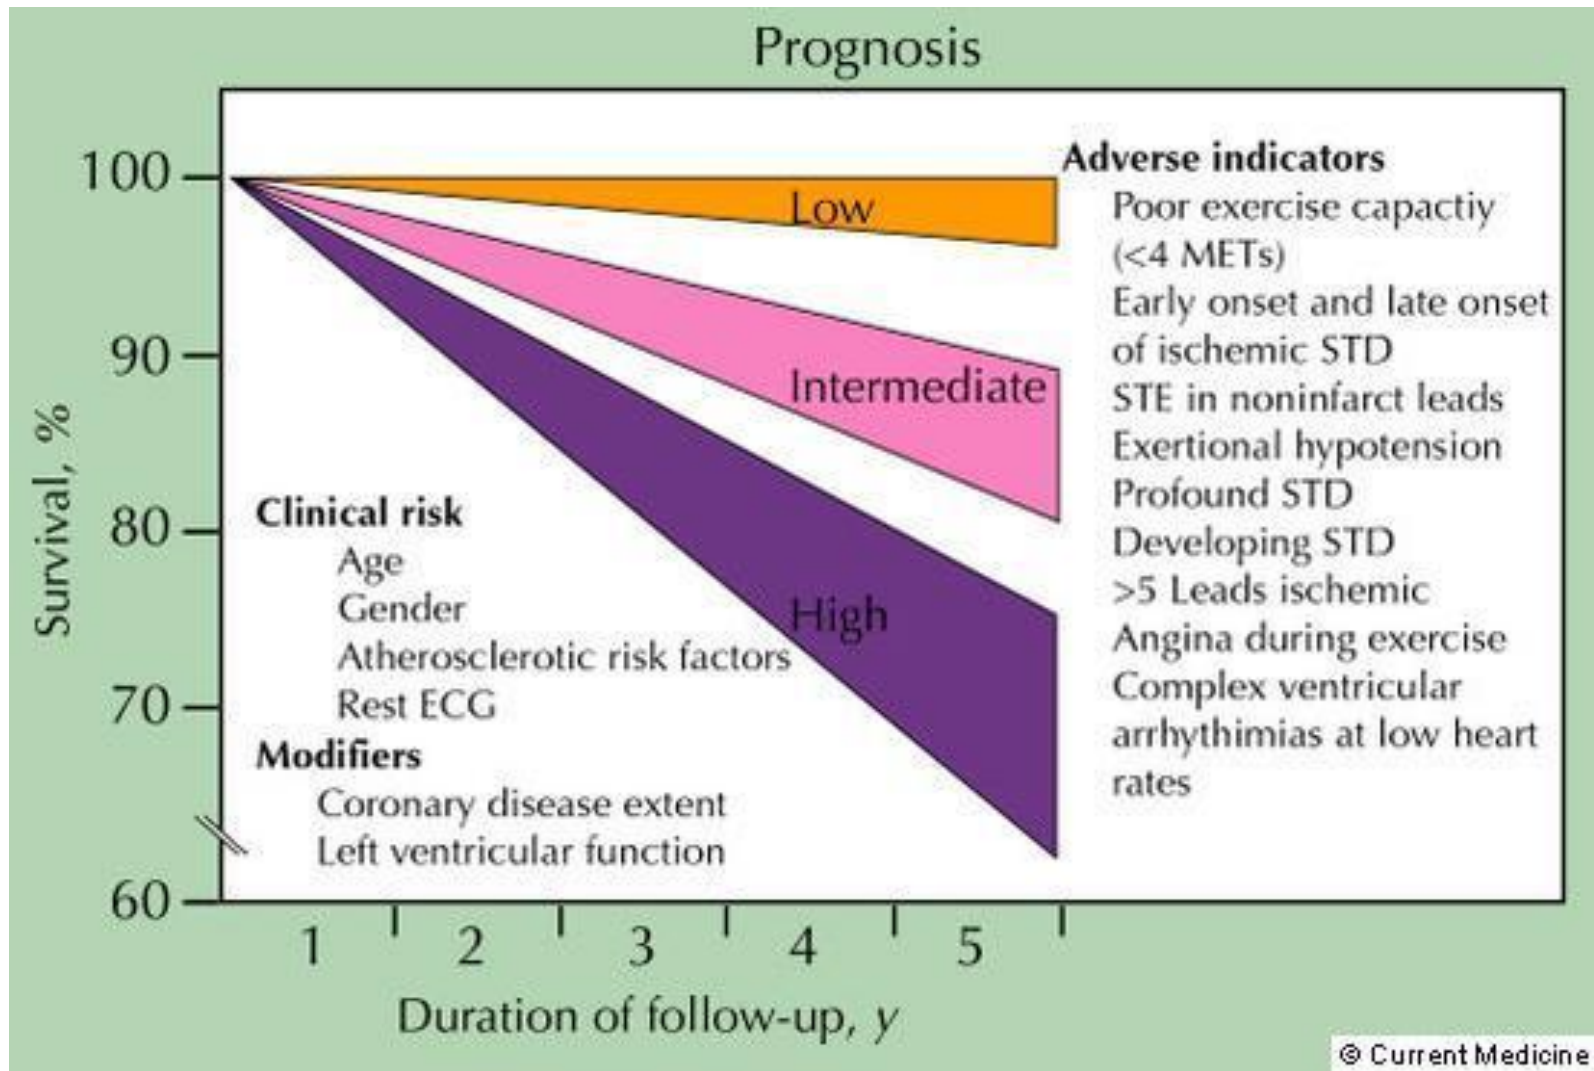 Prognosis
100
90
80
70
60
Survival, %
Low
Intermediate
High
Clinical risk
Age
Gender
Atherosclerotic risk factors
Rest ECG
Modifiers
Coronary disease extent
Left ventricular function
Adverse indicators
Poor exercise capactiy
(<4 METs)
Early onset and late onset
of ischemic STD
STE in noninfarct leads
Exertional hypotension
Profound STD
Developing STD
>5 Leads ischemic
Angina during exercise
Complex ventricular
arrhythimias at low heart
rates
1 2 3 4 5
Duration of follow-up, y
© Current Medicine